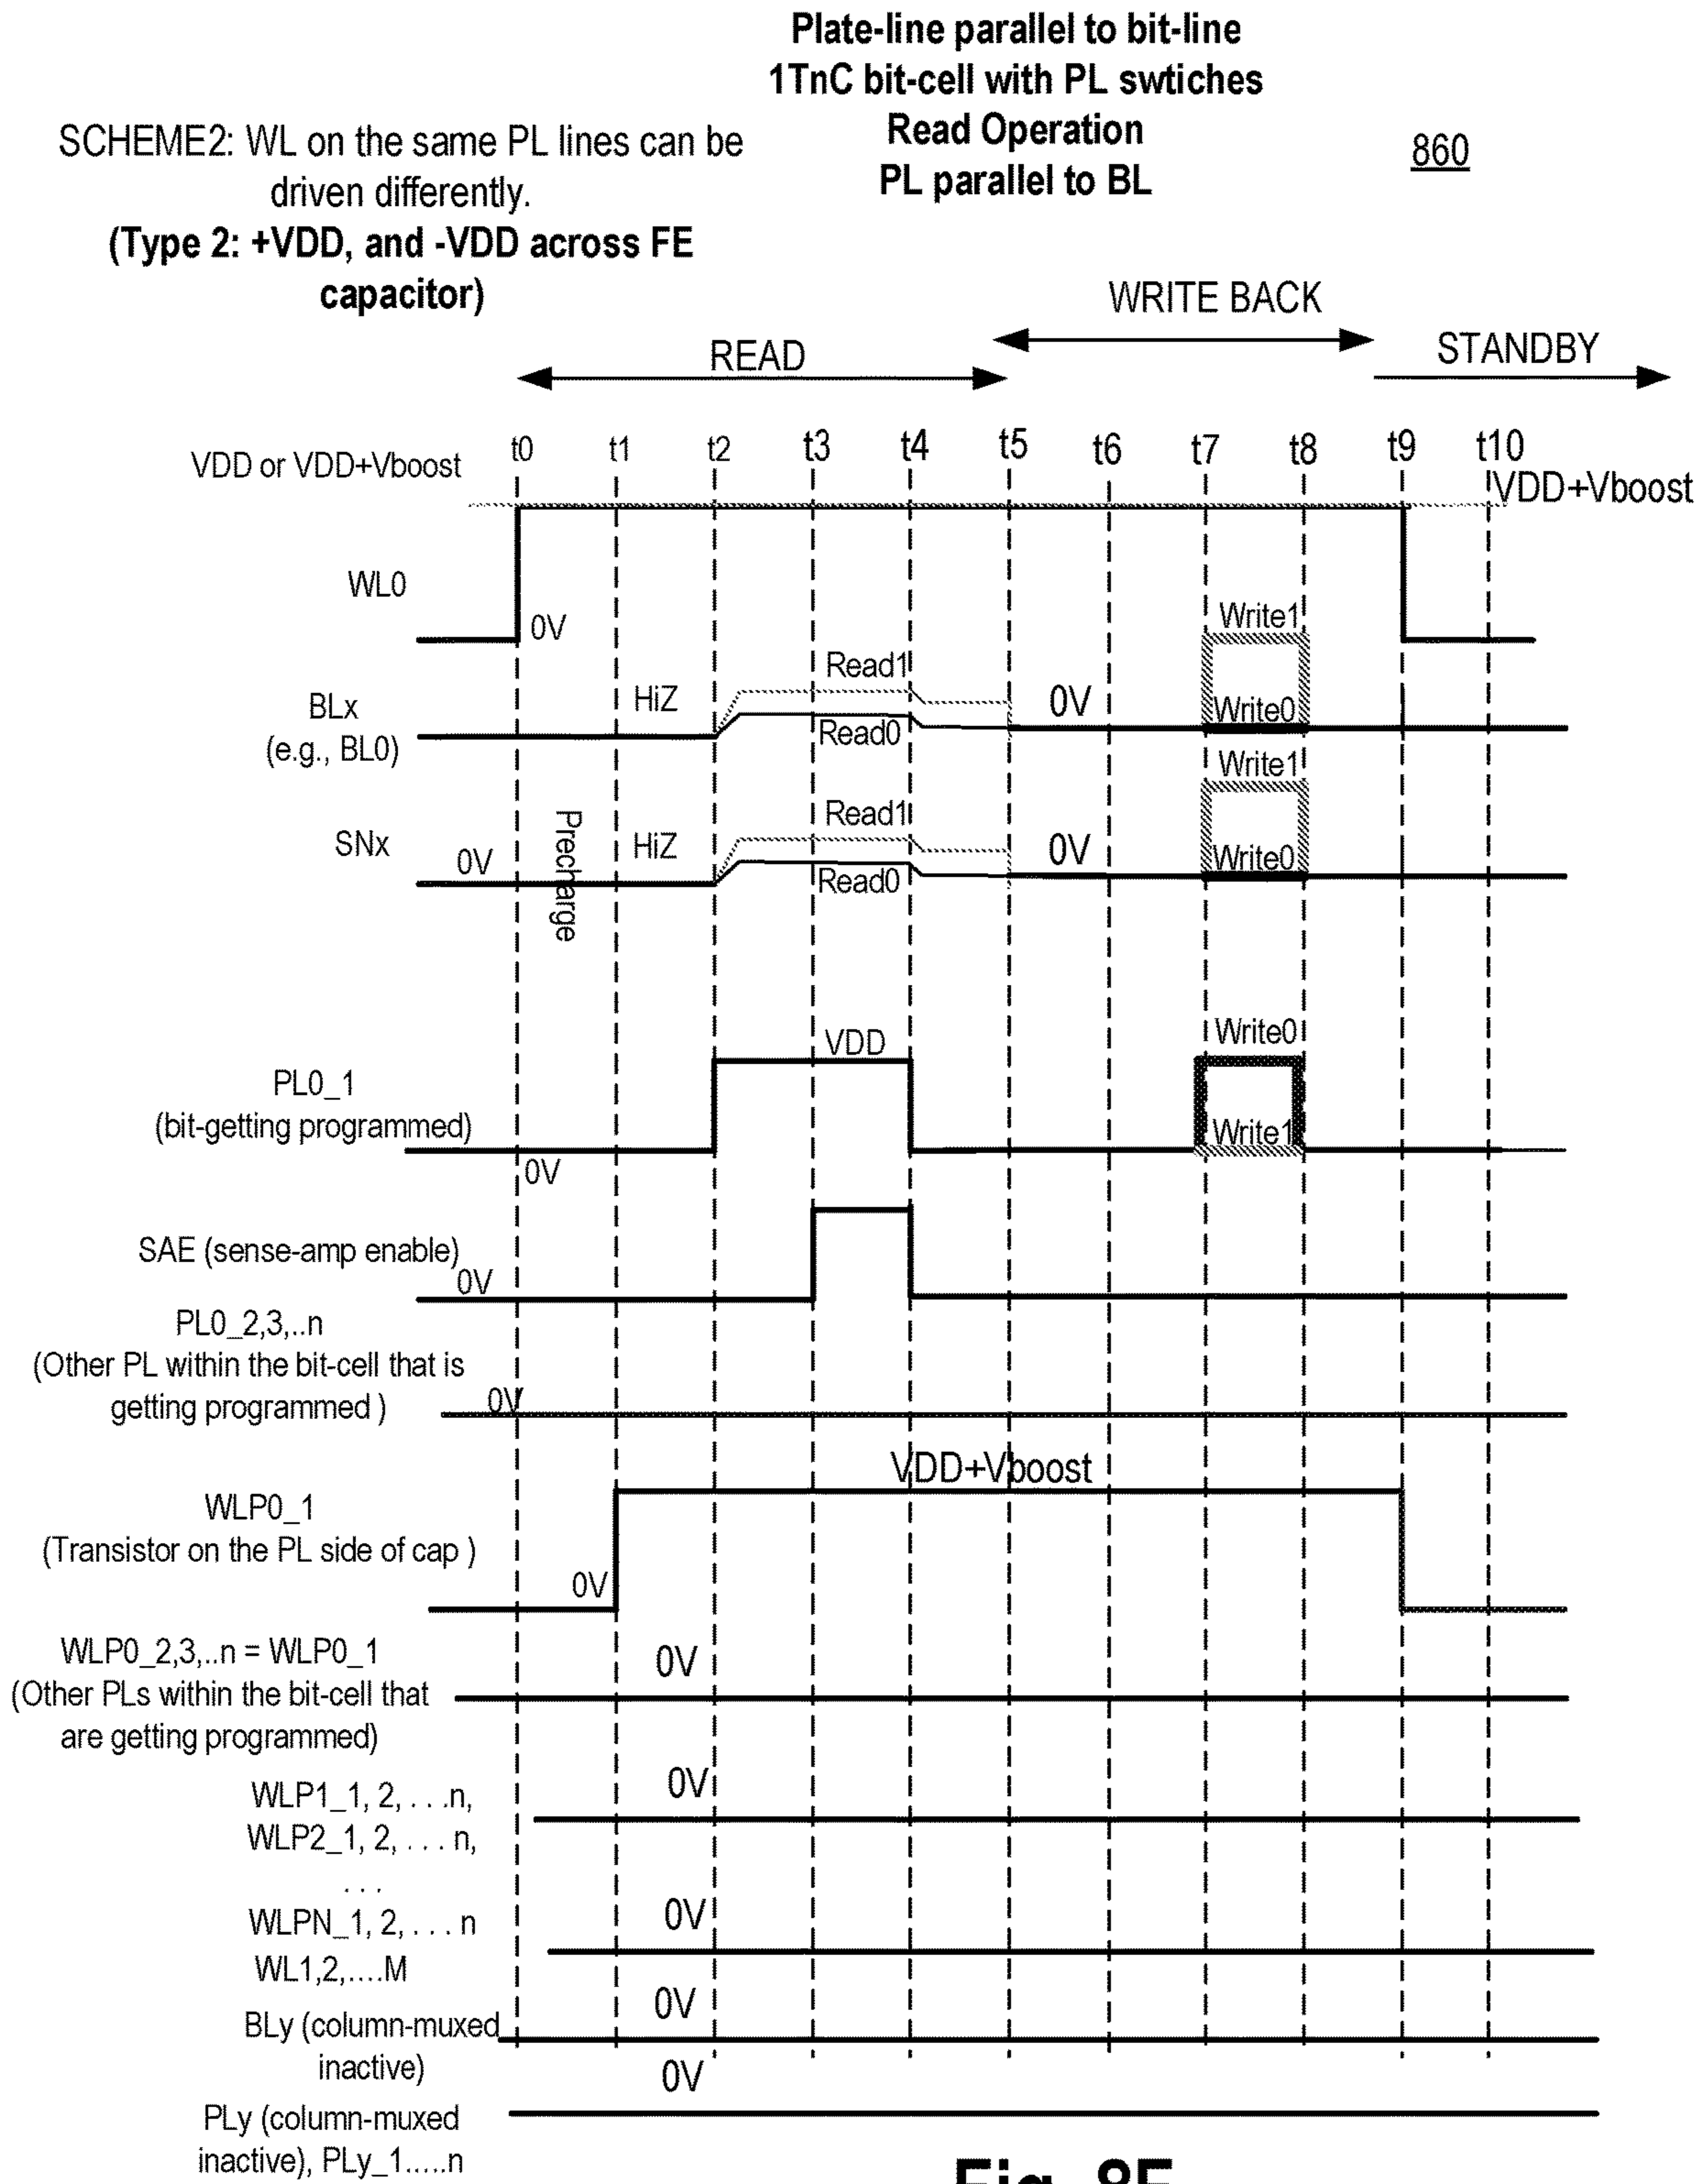 Plate-line parallel to bit-line
1TnC bit-cell with PL swtiches
Read Operation
PL parallel to BL
860
SCHEME2: WL on the same PL lines can be
driven differently.
(Type 2: +VDD, and -VDD across FE
capacitor)
WRITE BACK
READ
STANDBY
t0 t1 t2 t3 t4 t5 t6 t7 t8 t9 t10
VDD or VDD+Vboost
VDD+Vboost
WL0
0V
Write1
Read1
HiZ
0V
BLx
(e.g., BL0)
Write0
Read0
Write1
Read1
Precharge
SNx
0V
HiZ
0V
Write0
Read0
Write0
VDD
PL0_1
(bit-getting programmed)
Write1
0V
SAE (sense-amp enable)
0V
PL0_2,3,..n
(Other PL within the bit-cell that is
getting programmed )
0V
VDD+Vboost
WLP0_1
(Transistor on the PL side of cap )
0V
WLP0_2,3,..n = WLP0_1
(Other PLs within the bit-cell that
are getting programmed)
0V
WLP1_1, 2, . . .n,
0V
WLP2_1, 2, . . . n,
. . .
WLPN_1, 2, . . . n
0V
WL1,2,....M
0V
BLy (column-muxed
inactive)
0V
PLy (column-muxed
inactive), PLy_1.....n